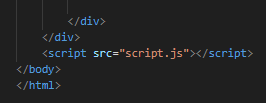 </div>
</div>
<script src="script.js"></script>
</body>
</html>